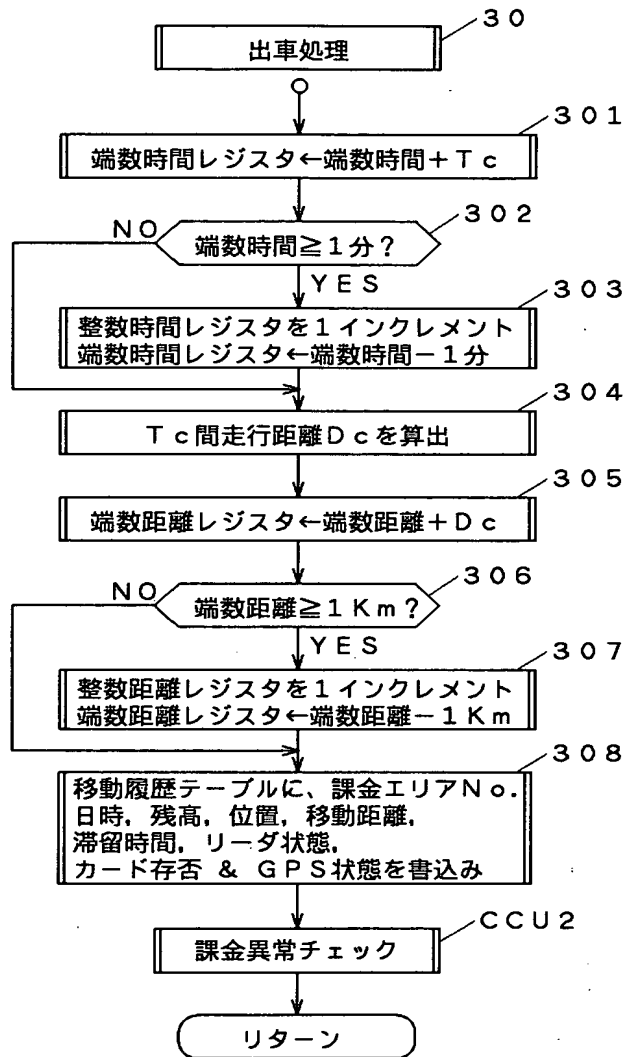 30
出車処理
301
端数時間レジスタ←端数時間+Tc
302
NO
端数時間≧1分?
YES
303
整数時間レジスタを1インクレメント
端数時間レジスタ←端数時間-1分
304
Tc間走行距離Dcを算出
305
端数距離レジスタ←端数距離+Dc
306
NO
端数距離≧1Km?
YES
307
整数距離レジスタを1インクレメント
端数距離レジスタ←端数距離-1Km
308
移動履歴テーブルに、課金エリアNo.
日時,残高,位置,移動距離,
滞留時間,リーダ状態,
カード存否 & GPS状態を書込み
CCU2
課金異常チェック
リターン